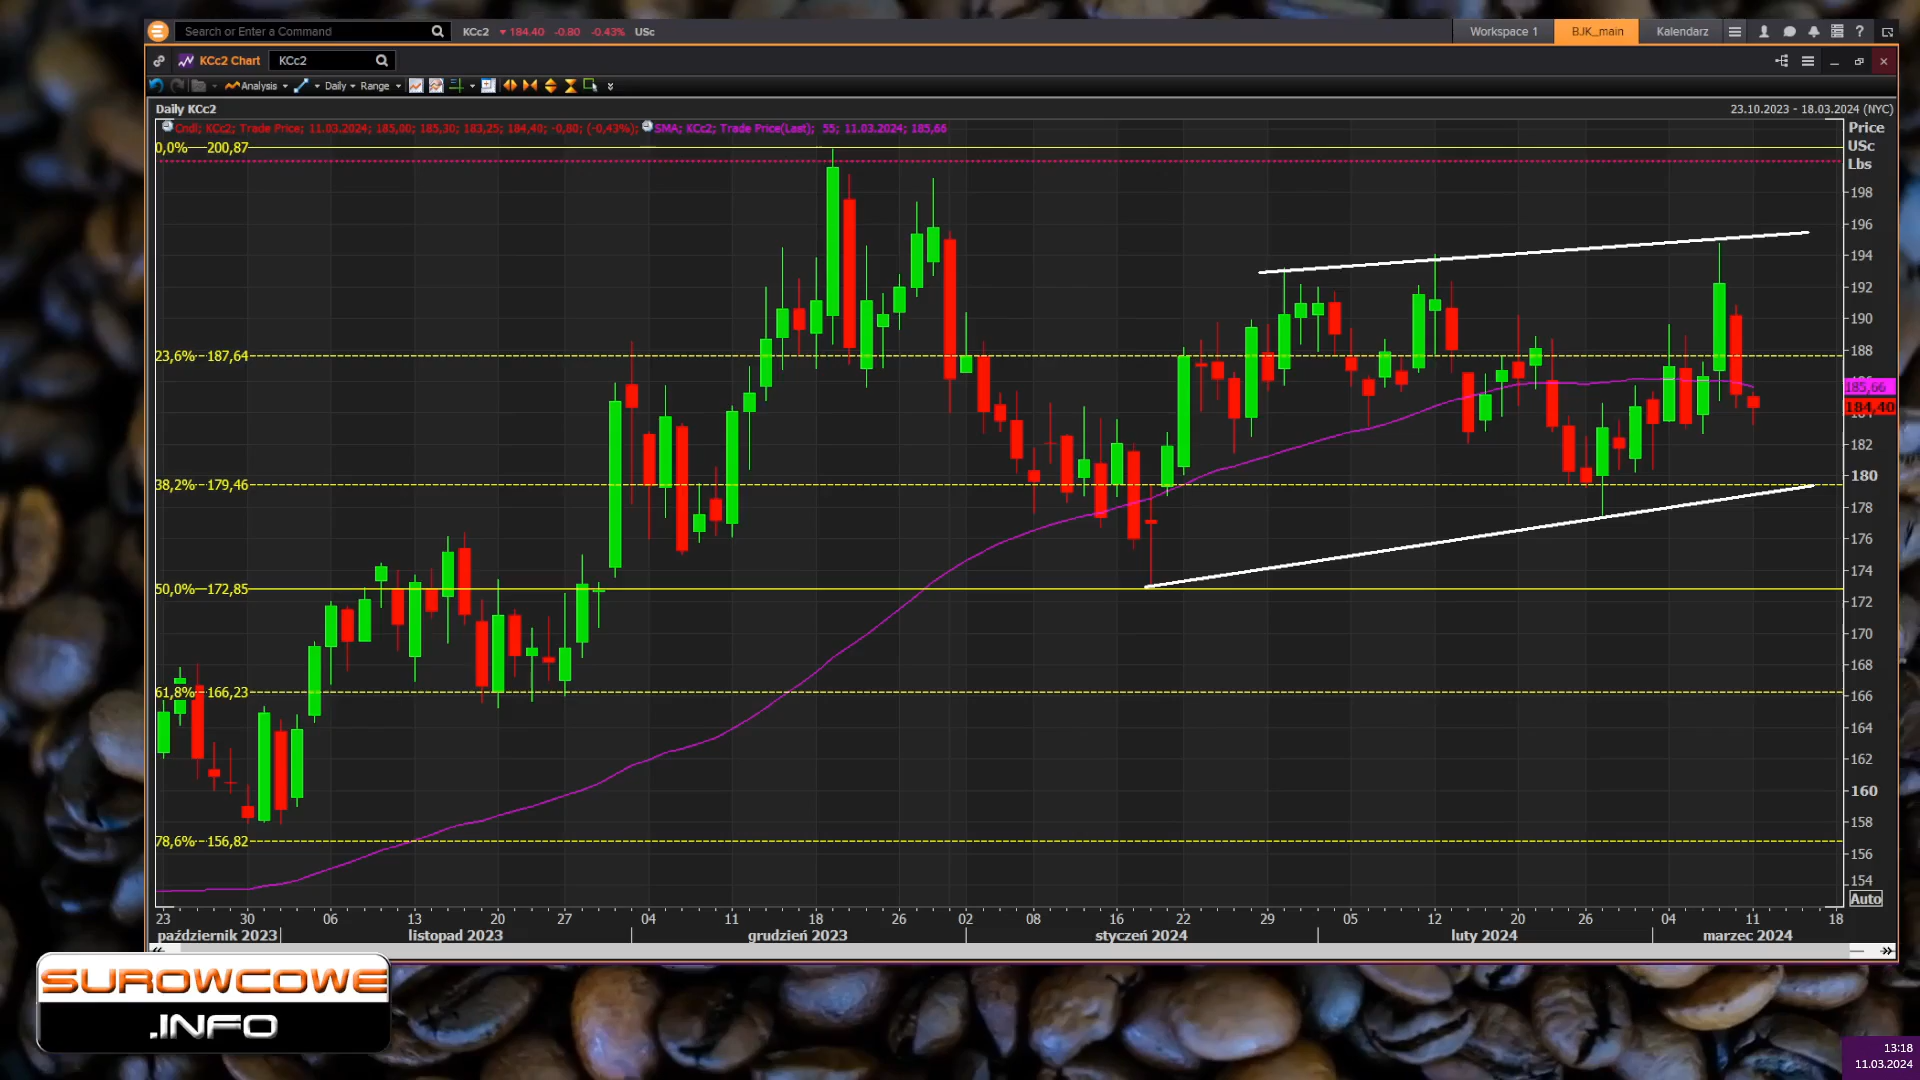 Search or Enter a Command
KCc2 184.40 -0.80 -0.43% USc
Workspace 1
BJK_main
Kalendarz
?
KCc2 Chart
KCc2
Analysis
Daily
Range
Daily KCc2
23.10.2023 - 18.03.2024 (NYC)
Cndl; KCc2; Trade Price; 11.03.2024; 185,00; 185,30; 183,25; 184,40; -0,80; (-0,43%); SMA; KCc2; Trade Price(Last); 55; 11.03.2024; 185,66
Price
USc
Lbs
0,0% 200,87
23,6% 187,64
38,2% 179,46
50,0% 172,85
61,8% 166,23
78,6% 156,82
198
196
194
192
190
188
185,66
184,40
182
180
178
176
174
172
170
168
166
164
162
160
158
156
154
Auto
23 30 06 13 20 27 04 11 18 26 02 08 16 22 29 05 12 20 26 04 11 18
październik 2023 listopad 2023 grudzień 2023 styczeń 2024 luty 2024 marzec 2024
SUROWCOWE
.INFO
13:18
11.03.2024